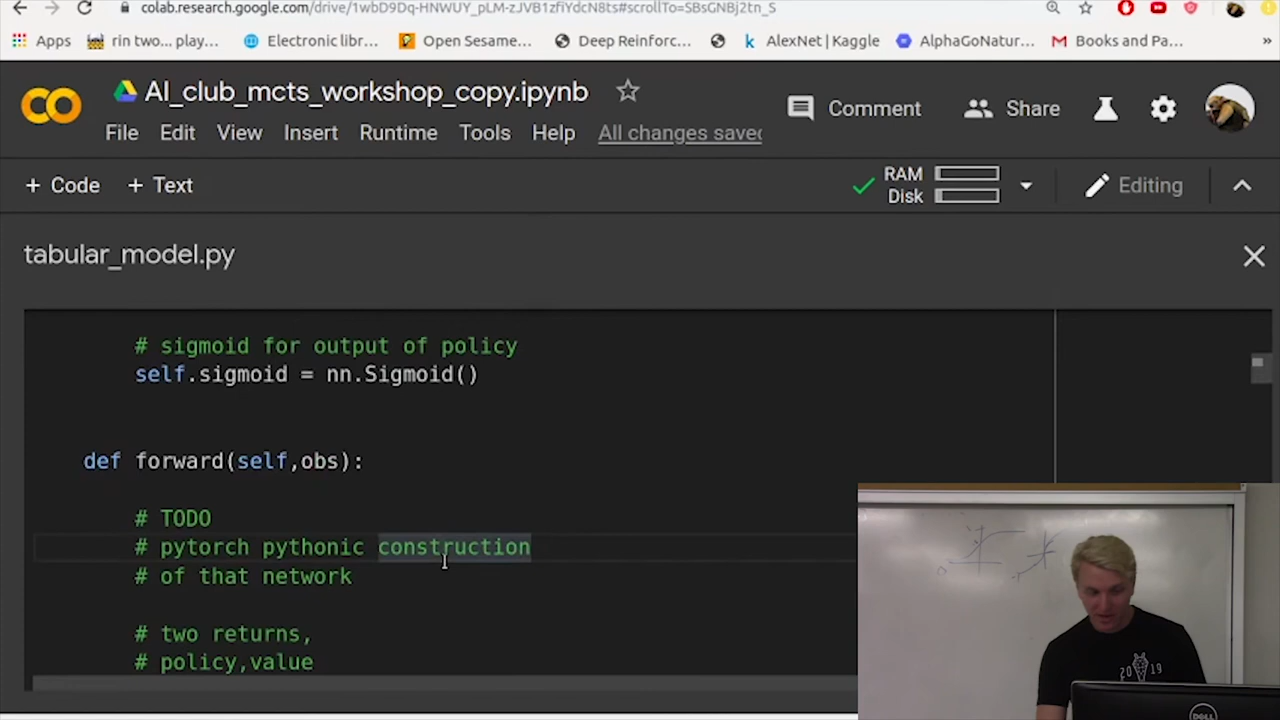 colab.research.google.com/drive/1wbD9Dq-HNWUY_pLM-zJVB1zfiYdcN8ts#scrollTo=SBsGNBj2tn_S
Apps rin two... play... Electronic libr... Open Sesame... Deep Reinforc... AlexNet | Kaggle AlphaGoNatur... Books and Pa... »
AI_club_mcts_workshop_copy.ipynb
Comment Share
File Edit View Insert Runtime Tools Help All changes saved
+ Code + Text
RAM
Disk
Editing
tabular_model.py
# sigmoid for output of policy
self.sigmoid = nn.Sigmoid()
def forward(self,obs):
# TODO
# pytorch pythonic construction
# of that network
# two returns,
# policy,value
2019
DELL